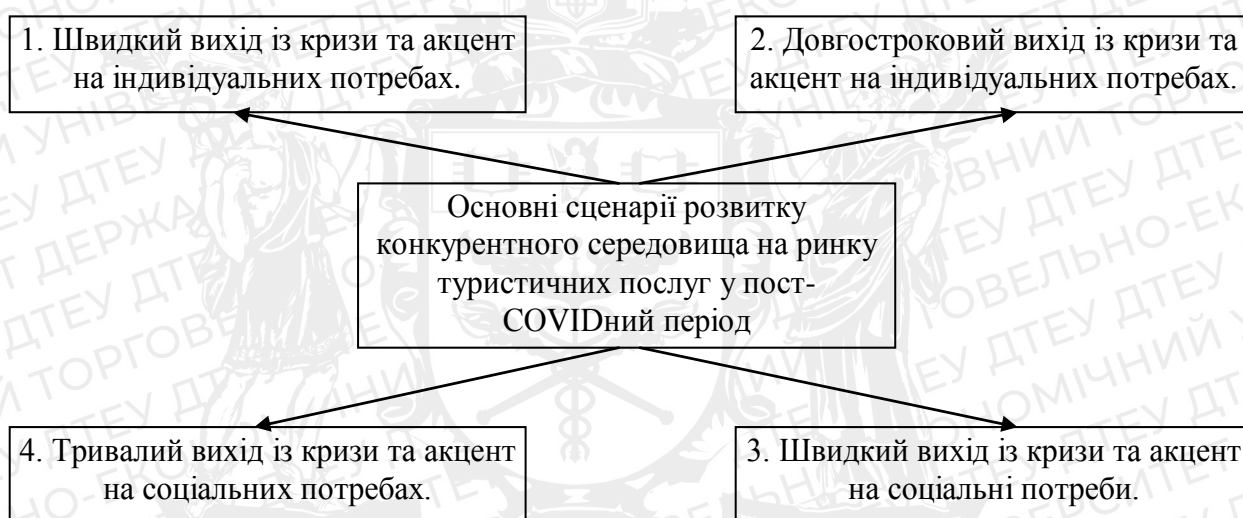 1. Швидкий вихід із кризи та акцент
на індивідуальних потребах.
2. Довгостроковий вихід із кризи та
акцент на індивідуальних потребах.
Основні сценарії розвитку
конкурентного середовища на ринку
туристичних послуг у пост-
COVIDний період
4. Тривалий вихід із кризи та акцент
на соціальних потребах.
3. Швидкий вихід із кризи та акцент
на соціальні потреби.